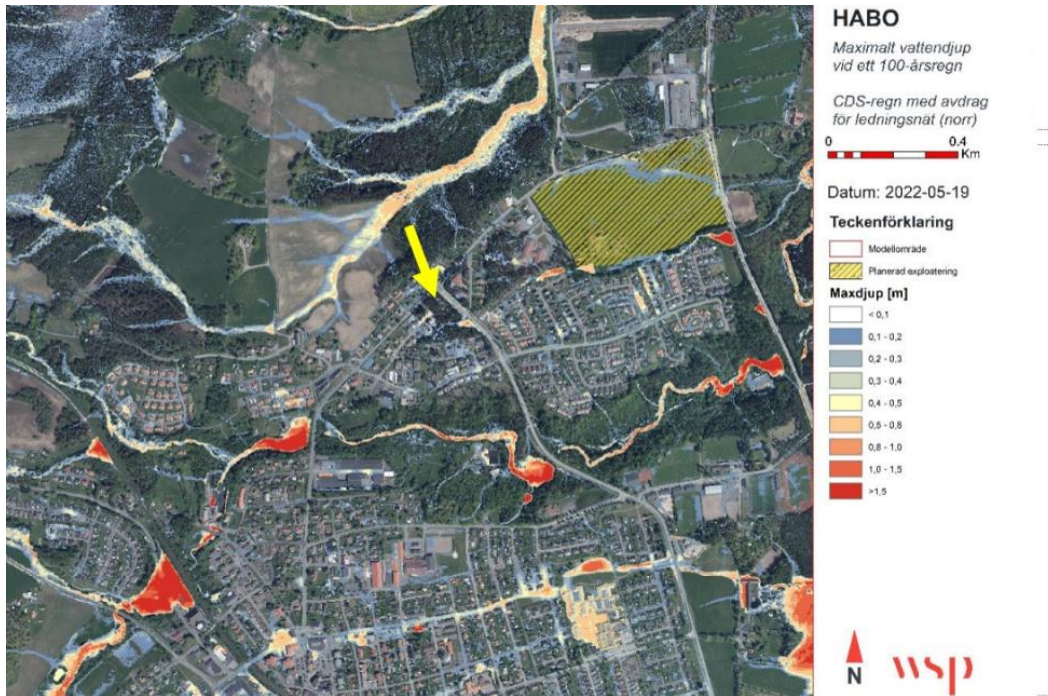 HABO
Maximalt vattendjup
vid ett 100-årsregn
CDS-regn med avdrag
för ledningsnät (norr)
0 0.4
Km
Datum: 2022-05-19
Teckenförklaring
Modellområde
Planerad exploatering
Maxdjup [m]
< 0,1
0,1 - 0,2
0,2 - 0,3
0,3 - 0,4
0,4 - 0,5
0,5 - 0,8
0,8 - 1,0
1,0 - 1,5
>1,5
N
wsp